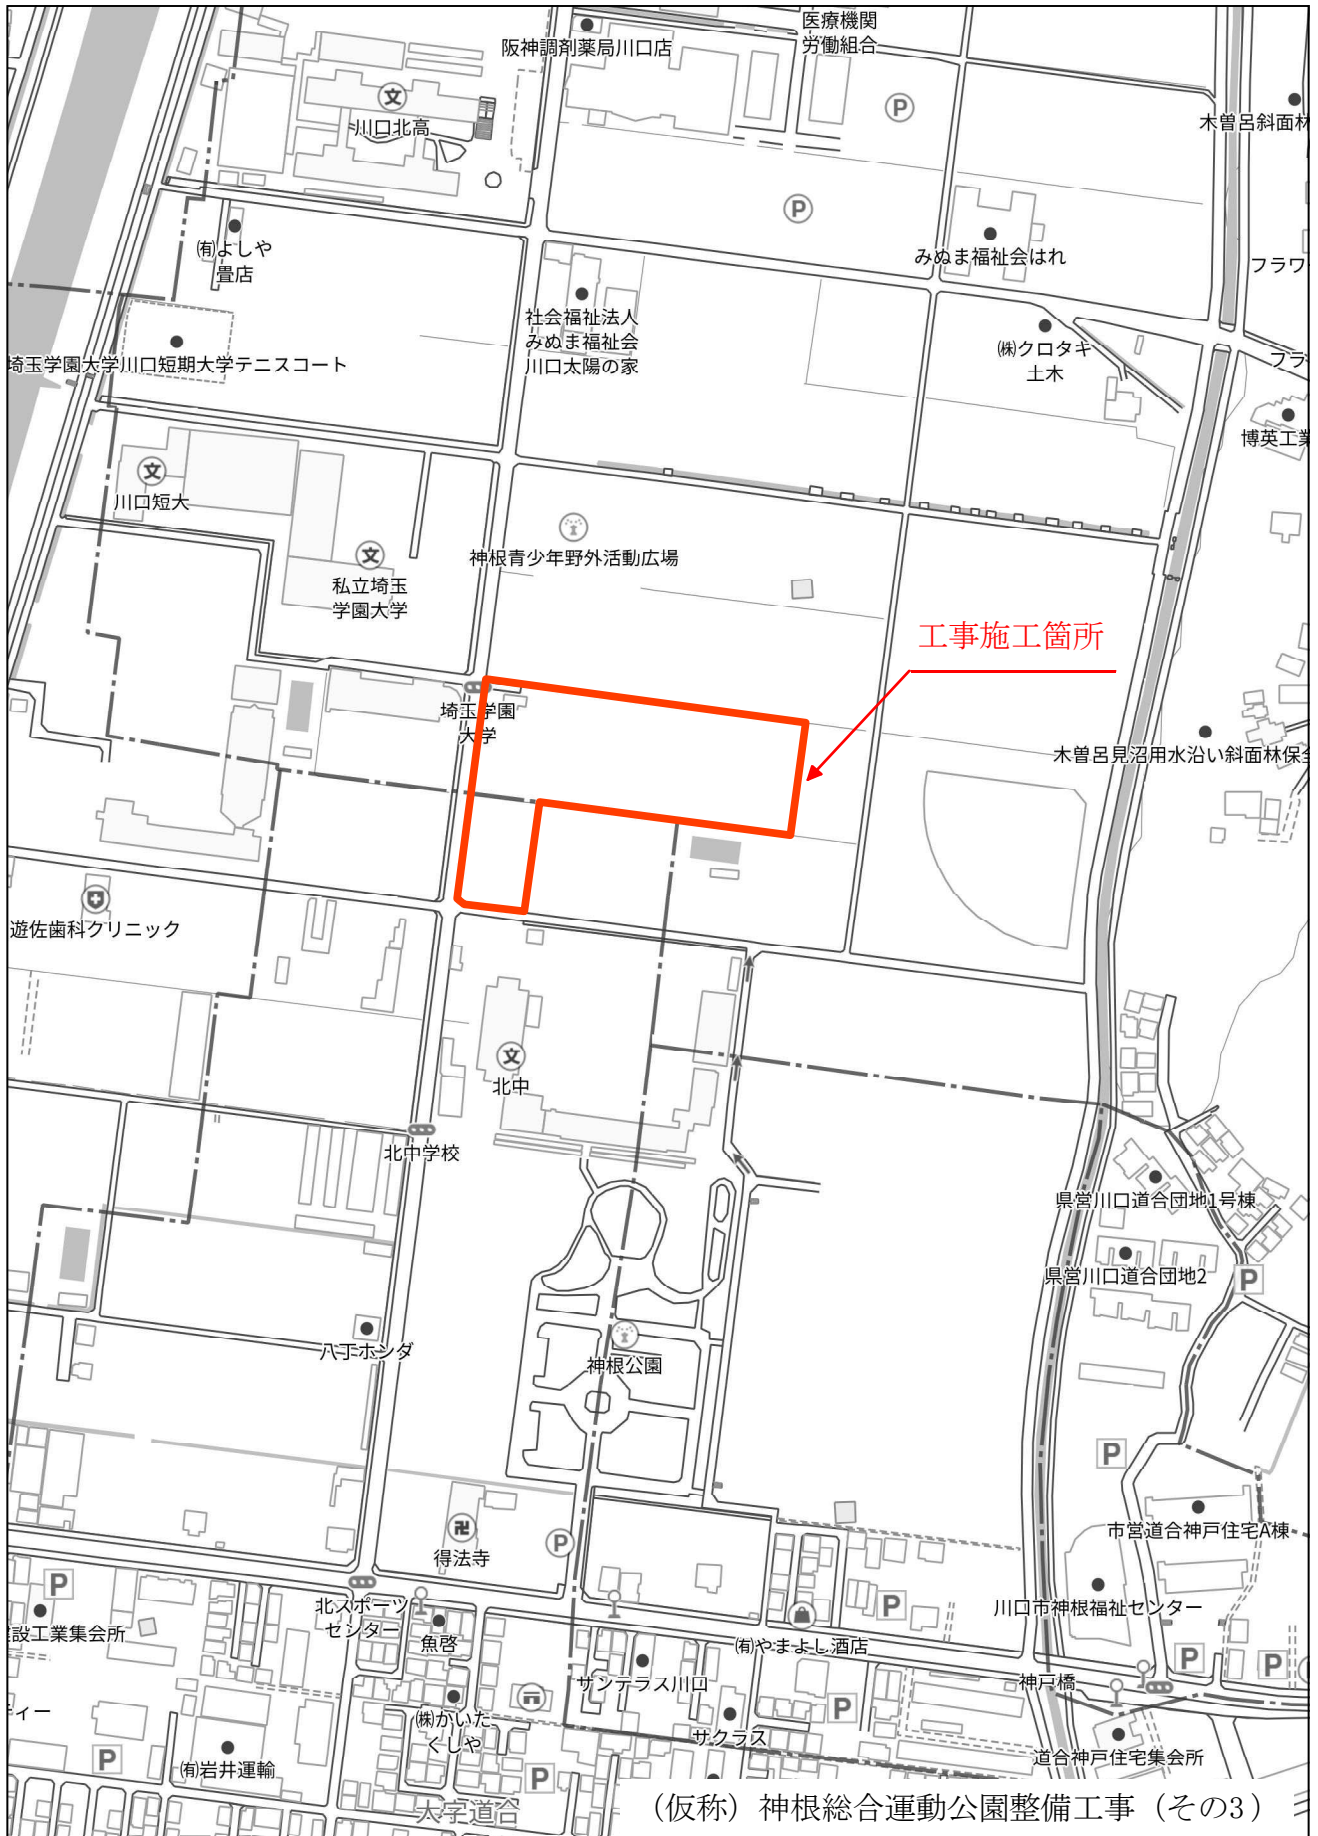 医療機関
労働組合
阪神調剤薬局川口店
川口北高
P
木曽呂斜面林
P
㈲よしや
畳店
みぬま福祉会はれ
フラワ
社会福祉法人
みぬま福祉会
川口太陽の家
㈱クロタキ
土木
埼玉学園大学川口短期大学テニスコート
フラ
博英工業
川口短大
神根青少年野外活動広場
私立埼玉
学園大学
工事施工箇所
埼玉学園
大学
木曽呂見沼用水沿い斜面林保全
遊佐歯科クリニック
北中
北中学校
県営川口道合団地1号棟
県営川口道合団地2
P
八丁ホンダ
神根公園
P
市営道合神戸住宅A棟
得法寺
P
P
北スポーツ
センター
P
川口市神根福祉センター
設工業集会所
魚啓
㈲やまよし酒店
P
P
サンテラス川口
神戸橋
ティー
㈱かいた
くしや
P
サクラス
道合神戸住宅集会所
P
㈲岩井運輸
P
大字道合
（仮称）神根総合運動公園整備工事（その3）